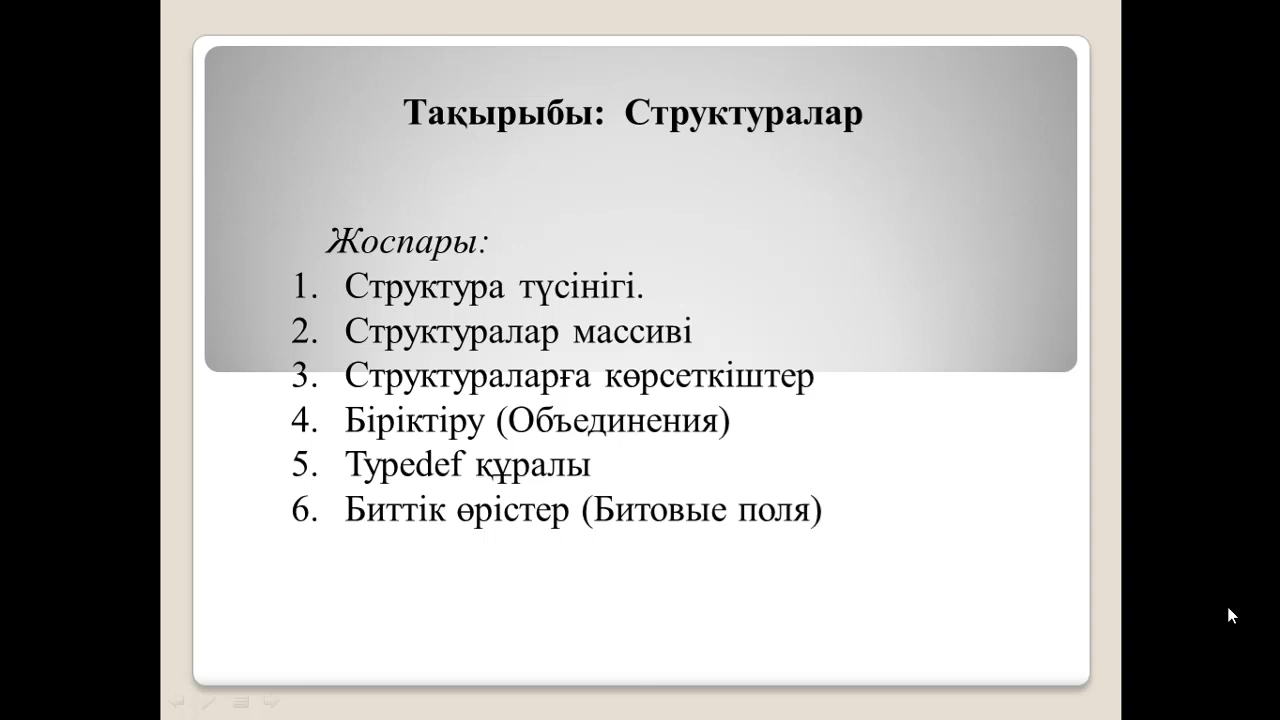 Тақырыбы: Структуралар
Жоспары:
1. Структура түсінігі.
2. Структуралар массиві
3. Структураларға көрсеткіштер
4. Біріктіру (Объединения)
5. Typedef құралы
6. Биттік өрістер (Битовые поля)